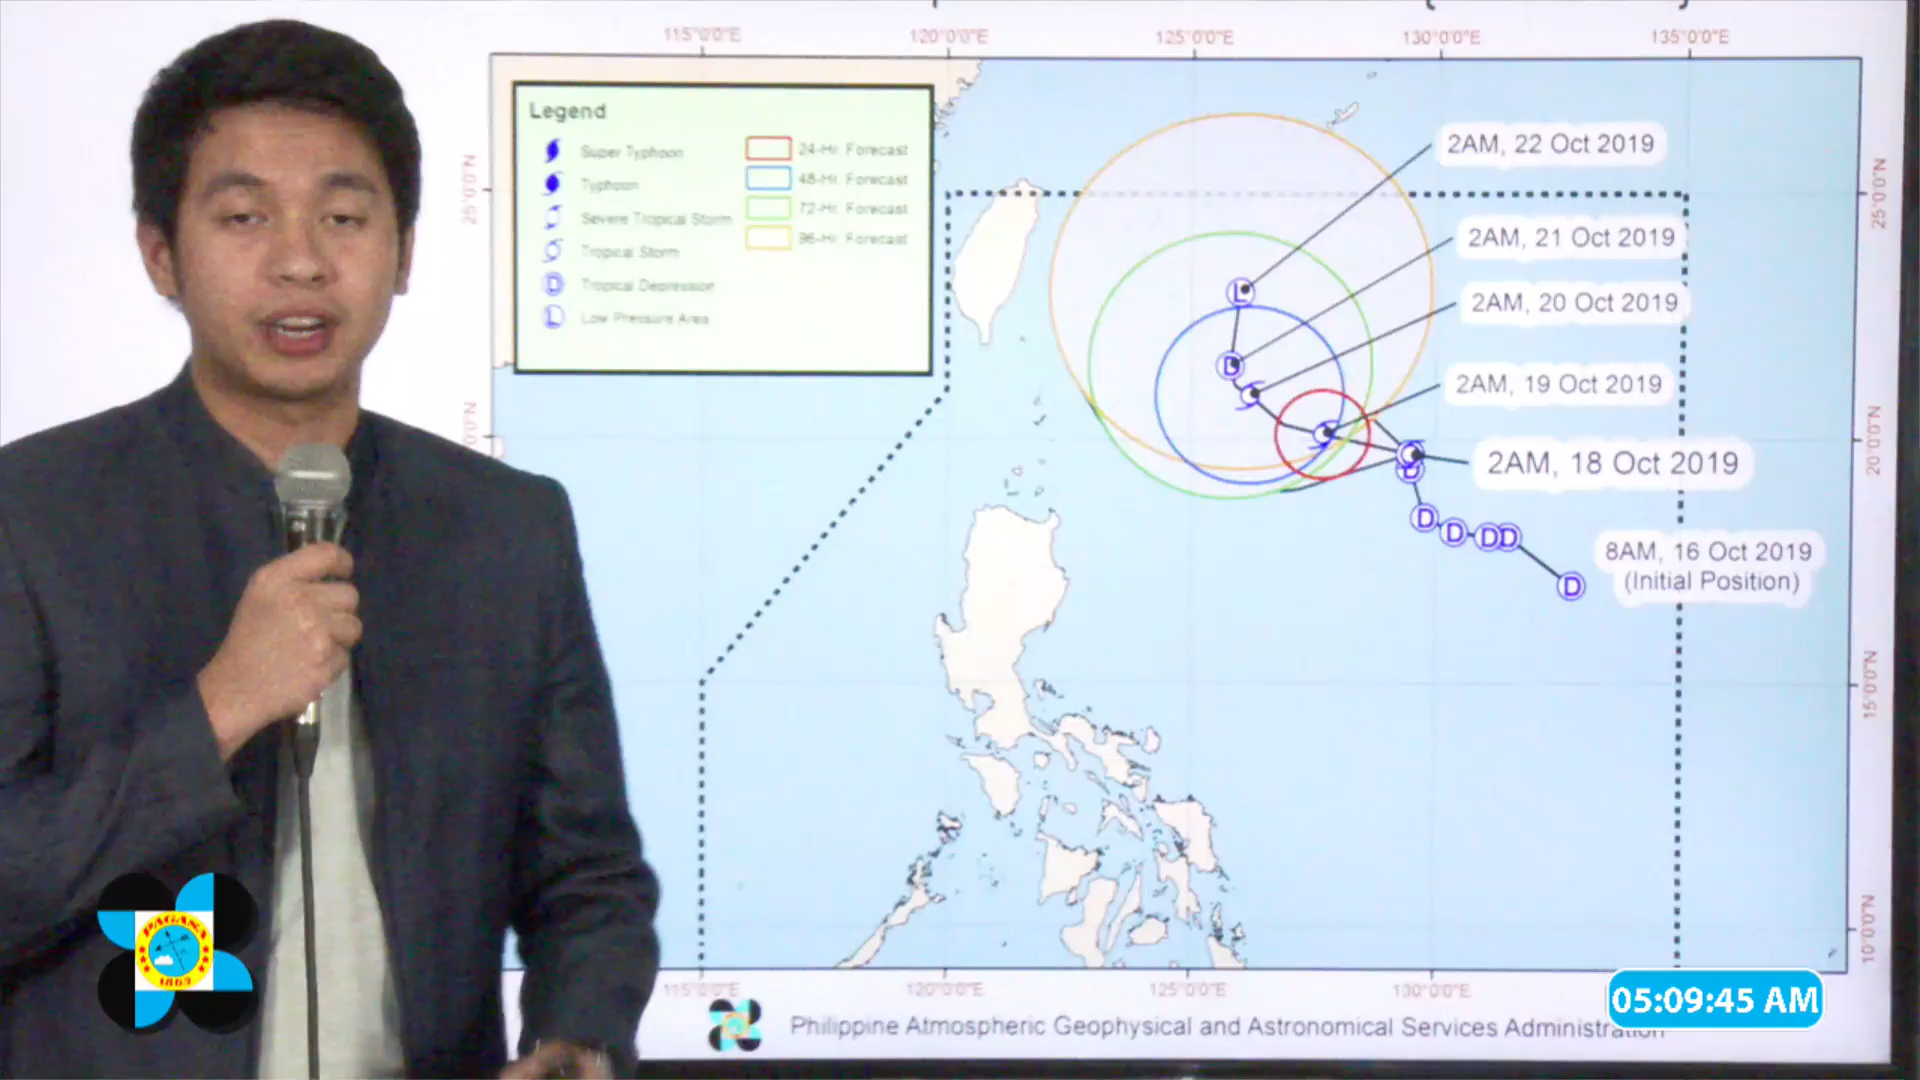 115°0'0"E 120°0'0"E 125°0'0"E 130°0'0"E 135°0'0"E
Legend
Super Typhoon
Typhoon
Severe Tropical Storm
Tropical Storm
D Tropical Depression
L Low Pressure Area
24-Hr. Forecast
48-Hr. Forecast
72-Hr. Forecast
96-Hr. Forecast
25°0'0"N
25°0'0"N
2AM, 22 Oct 2019
2AM, 21 Oct 2019
2AM, 20 Oct 2019
2AM, 19 Oct 2019
2AM, 18 Oct 2019
8AM, 16 Oct 2019
(Initial Position)
L
D
D
D
D
D
D
D
20°0'0"N
15°0'0"N
10°0'0"N
115°0'0"E 120°0'0"E 125°0'0"E 130°0'0"E
PAGASA
1865
05:09:45 AM
Philippine Atmospheric Geophysical and Astronomical Services Administration